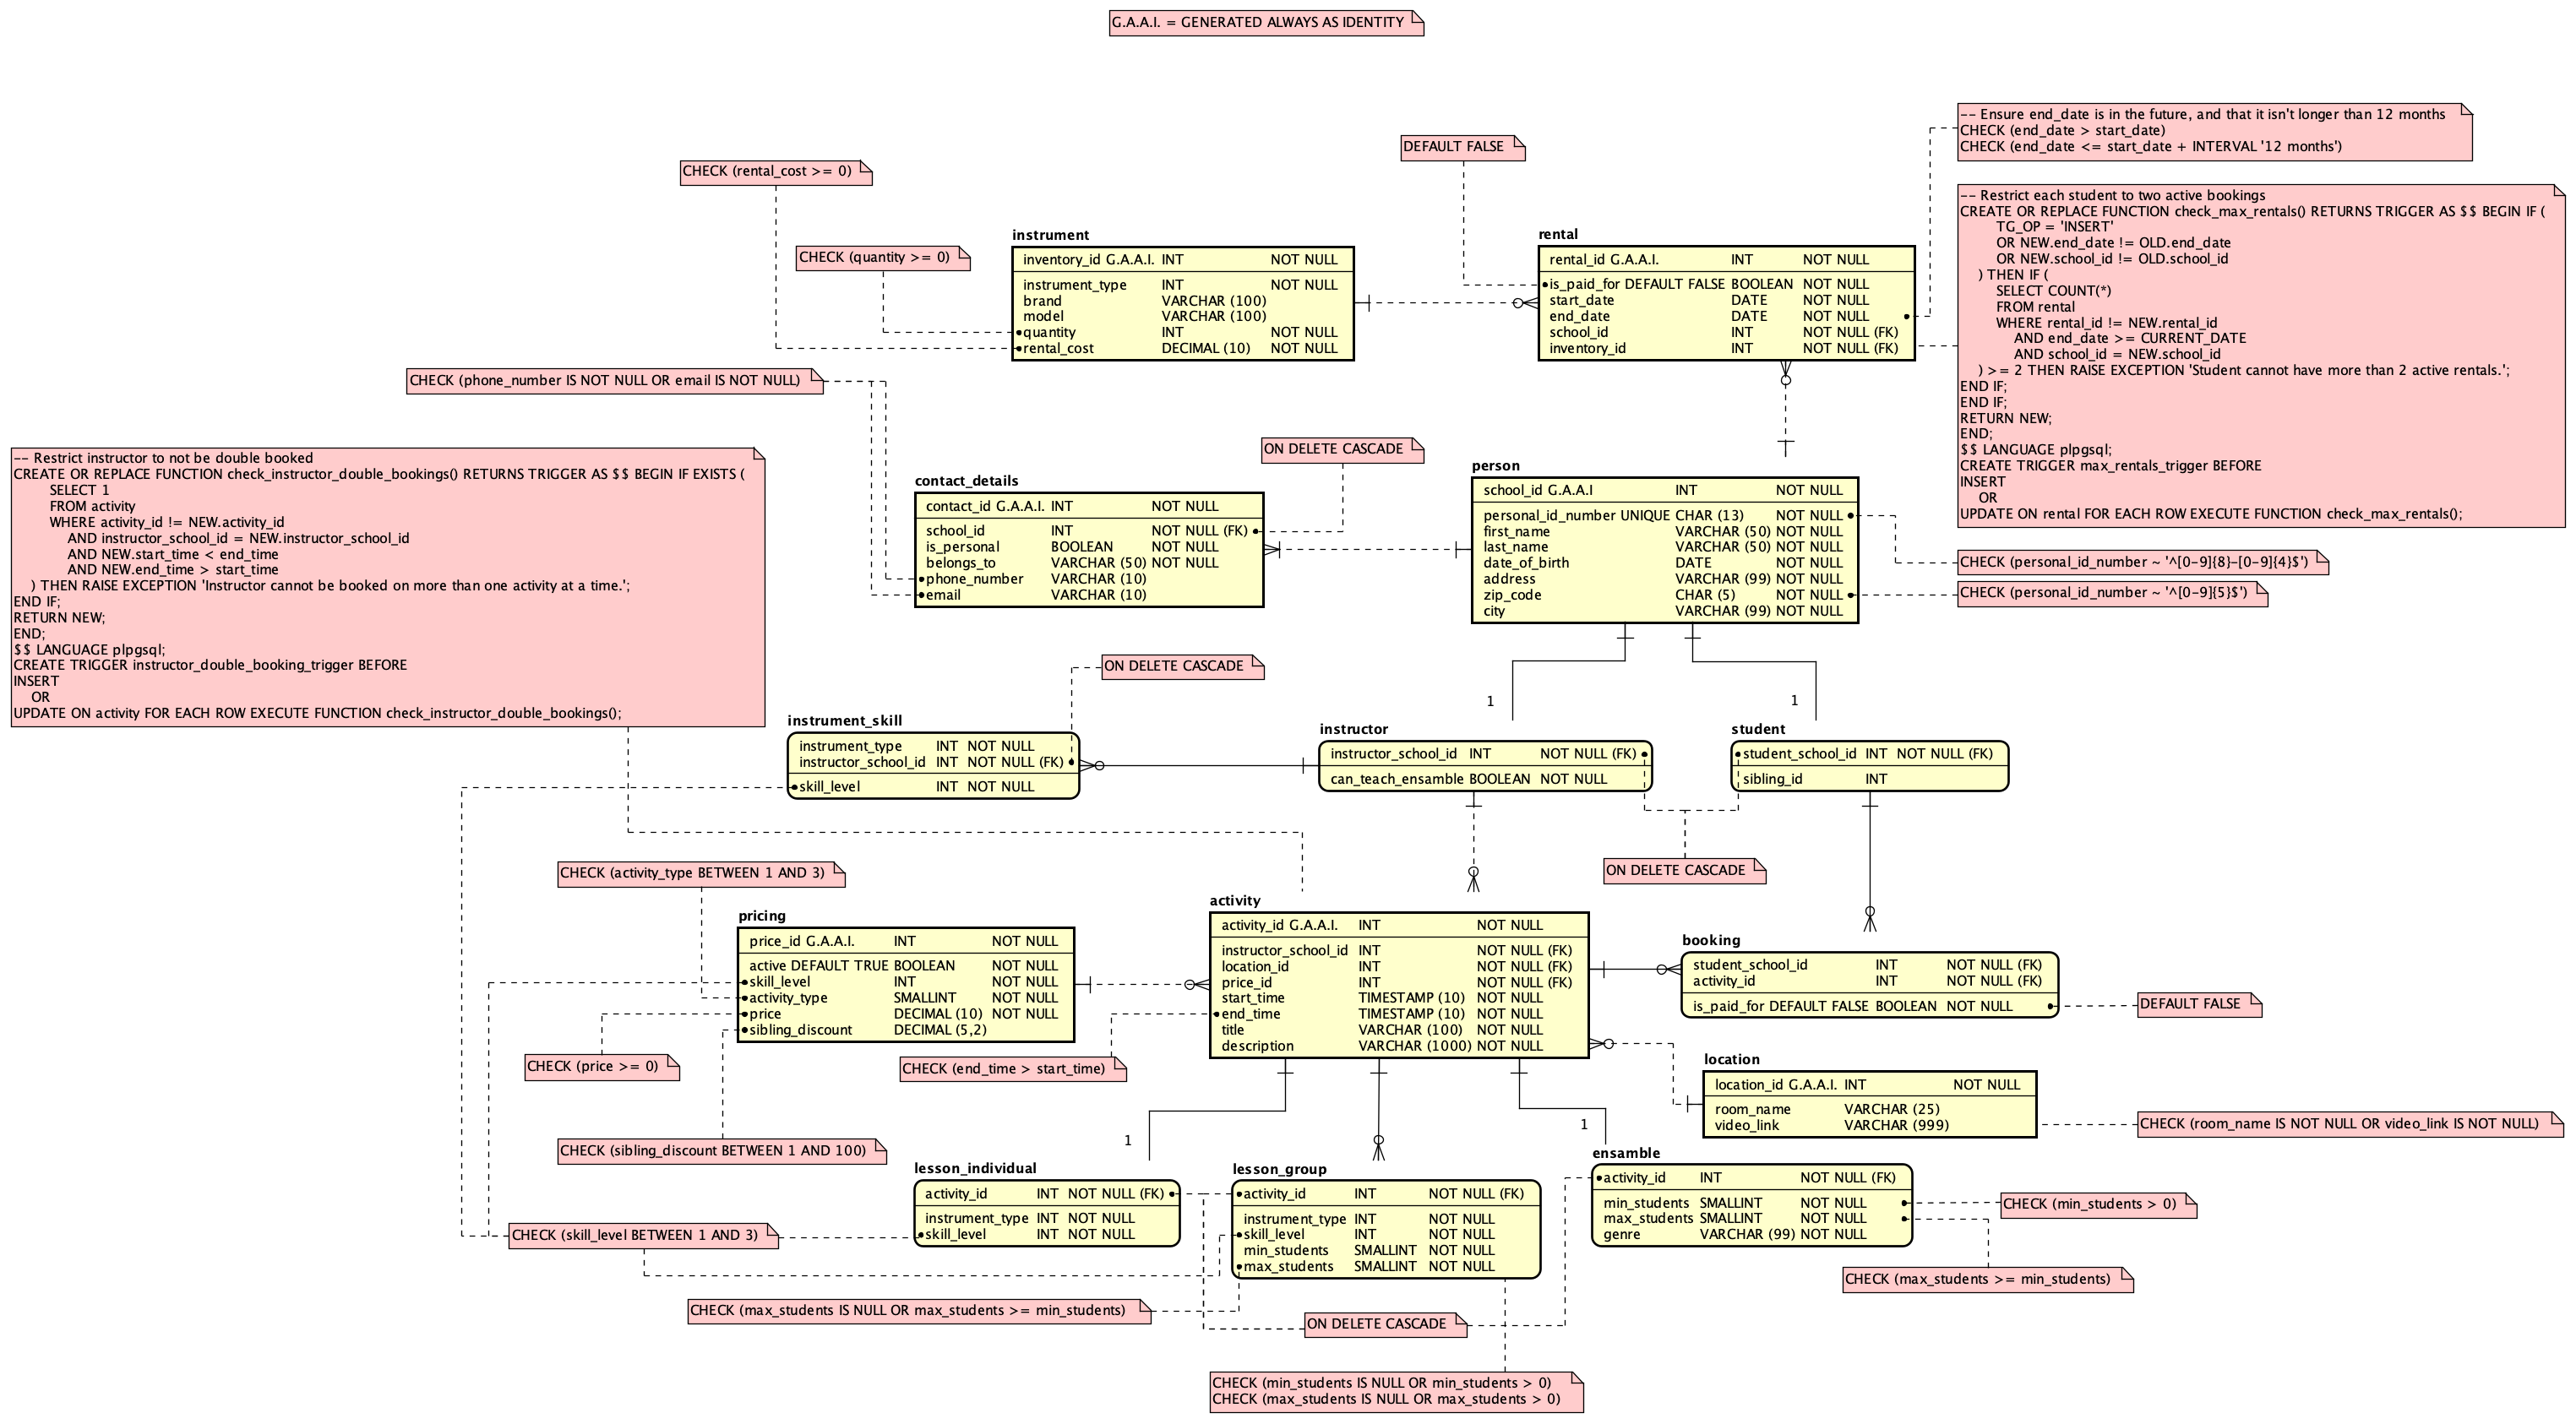 G.A.A.I. = GENERATED ALWAYS AS IDENTITY
-- Ensure end_date is in the future, and that it isn't longer than 12 months
CHECK (end_date > start_date)
CHECK (end_date <= start_date + INTERVAL '12 months')
DEFAULT FALSE
CHECK (rental_cost >= 0)
CHECK (quantity >= 0)
-- Restrict each student to two active bookings
CREATE OR REPLACE FUNCTION check_max_rentals() RETURNS TRIGGER AS $$ BEGIN IF (
TG_OP = 'INSERT'
OR NEW.end_date != OLD.end_date
OR NEW.school_id != OLD.school_id
) THEN IF (
SELECT COUNT(*)
FROM rental
WHERE rental_id != NEW.rental_id
AND end_date >= CURRENT_DATE
AND school_id = NEW.school_id
) >= 2 THEN RAISE EXCEPTION 'Student cannot have more than 2 active rentals.';
END IF;
END IF;
RETURN NEW;
END;
$$ LANGUAGE plpgsql;
CREATE TRIGGER max_rentals_trigger BEFORE
INSERT
OR
UPDATE ON rental FOR EACH ROW EXECUTE FUNCTION check_max_rentals();
instrument
inventory_id G.A.A.I. INT NOT NULL
instrument_type INT NOT NULL
brand VARCHAR (100)
model VARCHAR (100)
quantity INT NOT NULL
rental_cost DECIMAL (10) NOT NULL
rental
rental_id G.A.A.I. INT NOT NULL
is_paid_for DEFAULT FALSE BOOLEAN NOT NULL
start_date DATE NOT NULL
end_date DATE NOT NULL
school_id INT NOT NULL (FK)
inventory_id INT NOT NULL (FK)
CHECK (phone_number IS NOT NULL OR email IS NOT NULL)
-- Restrict instructor to not be double booked
CREATE OR REPLACE FUNCTION check_instructor_double_bookings() RETURNS TRIGGER AS $$ BEGIN IF EXISTS (
SELECT 1
FROM activity
WHERE activity_id != NEW.activity_id
AND instructor_school_id = NEW.instructor_school_id
AND NEW.start_time < end_time
AND NEW.end_time > start_time
) THEN RAISE EXCEPTION 'Instructor cannot be booked on more than one activity at a time.';
END IF;
RETURN NEW;
END;
$$ LANGUAGE plpgsql;
CREATE TRIGGER instructor_double_booking_trigger BEFORE
INSERT
OR
UPDATE ON activity FOR EACH ROW EXECUTE FUNCTION check_instructor_double_bookings();
ON DELETE CASCADE
contact_details
contact_id G.A.A.I. INT NOT NULL
school_id INT NOT NULL (FK)
is_personal BOOLEAN NOT NULL
belongs_to VARCHAR (50) NOT NULL
phone_number VARCHAR (10)
email VARCHAR (10)
person
school_id G.A.A.I INT NOT NULL
personal_id_number UNIQUE CHAR (13) NOT NULL
first_name VARCHAR (50) NOT NULL
last_name VARCHAR (50) NOT NULL
date_of_birth DATE NOT NULL
address VARCHAR (99) NOT NULL
zip_code CHAR (5) NOT NULL
city VARCHAR (99) NOT NULL
CHECK (personal_id_number ~ '^[0-9]{8}-[0-9]{4}$')
CHECK (personal_id_number ~ '^[0-9]{5}$')
ON DELETE CASCADE
1
1
instrument_skill
instrument_type INT NOT NULL
instructor_school_id INT NOT NULL (FK)
skill_level INT NOT NULL
instructor
instructor_school_id INT NOT NULL (FK)
can_teach_ensamble BOOLEAN NOT NULL
student
student_school_id INT NOT NULL (FK)
sibling_id INT
ON DELETE CASCADE
CHECK (activity_type BETWEEN 1 AND 3)
pricing
price_id G.A.A.I. INT NOT NULL
active DEFAULT TRUE BOOLEAN NOT NULL
skill_level INT NOT NULL
activity_type SMALLINT NOT NULL
price DECIMAL (10) NOT NULL
sibling_discount DECIMAL (5,2)
activity
activity_id G.A.A.I. INT NOT NULL
instructor_school_id INT NOT NULL (FK)
location_id INT NOT NULL (FK)
price_id INT NOT NULL (FK)
start_time TIMESTAMP (10) NOT NULL
end_time TIMESTAMP (10) NOT NULL
title VARCHAR (100) NOT NULL
description VARCHAR (1000) NOT NULL
booking
student_school_id INT NOT NULL (FK)
activity_id INT NOT NULL (FK)
is_paid_for DEFAULT FALSE BOOLEAN NOT NULL
DEFAULT FALSE
CHECK (price >= 0)
CHECK (end_time > start_time)
location
location_id G.A.A.I. INT NOT NULL
room_name VARCHAR (25)
video_link VARCHAR (999)
CHECK (room_name IS NOT NULL OR video_link IS NOT NULL)
CHECK (sibling_discount BETWEEN 1 AND 100)
1
1
lesson_individual
activity_id INT NOT NULL (FK)
instrument_type INT NOT NULL
skill_level INT NOT NULL
lesson_group
activity_id INT NOT NULL (FK)
instrument_type INT NOT NULL
skill_level INT NOT NULL
min_students SMALLINT NOT NULL
max_students SMALLINT NOT NULL
ensamble
activity_id INT NOT NULL (FK)
min_students SMALLINT NOT NULL
max_students SMALLINT NOT NULL
genre VARCHAR (99) NOT NULL
CHECK (min_students > 0)
CHECK (skill_level BETWEEN 1 AND 3)
CHECK (max_students >= min_students)
CHECK (max_students IS NULL OR max_students >= min_students)
ON DELETE CASCADE
CHECK (min_students IS NULL OR min_students > 0)
CHECK (max_students IS NULL OR max_students > 0)